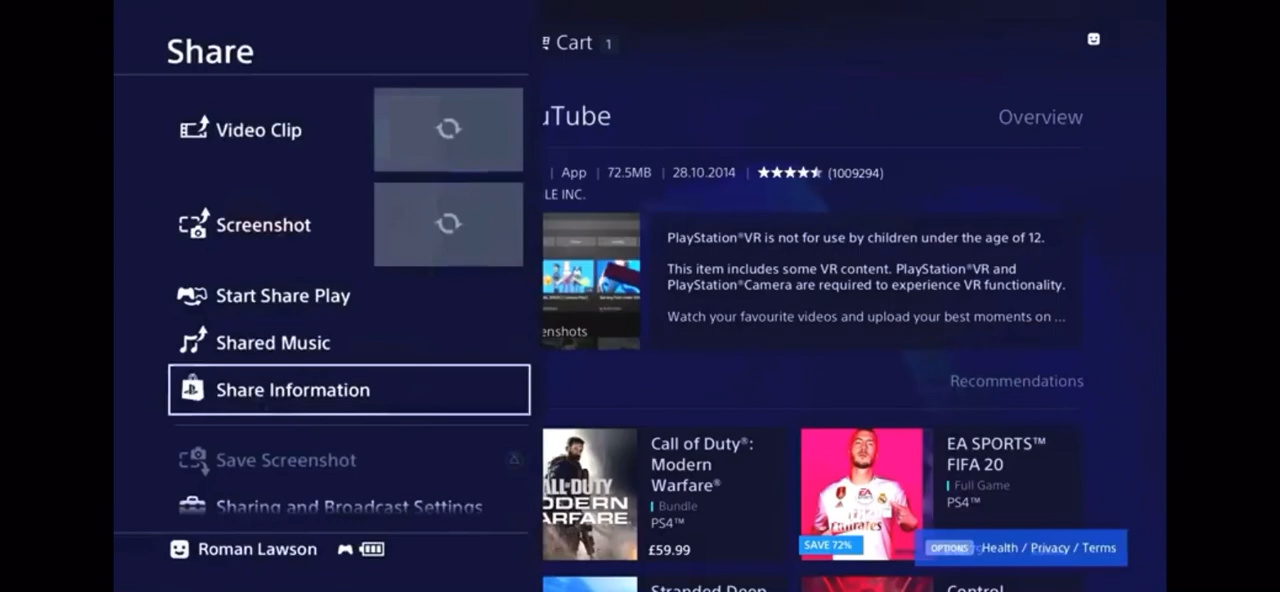 Share
Video Clip
Screenshot
Start Share Play
Shared Music
Share Information
Save Screenshot
Sharing and Broadcast Settings
Roman Lawson
Cart 1
uTube
Overview
| App | 72.5MB | 28.10.2014 | ★★★★⯪ (1009294)
LE INC.
enshots
PlayStation®VR is not for use by children under the age of 12.
This item includes some VR content. PlayStation®VR and
PlayStation®Camera are required to experience VR functionality.
Watch your favourite videos and upload your best moments on ...
Recommendations
ALL·DUTY
ODERN
ARFARE
Call of Duty®:
Modern
Warfare®
Bundle
PS4™
£59.99
Emirates
SAVE 72%
EA SPORTS™
FIFA 20
Full Game
PS4™
OPTIONS Health / Privacy / Terms
Stranded Deep
Control